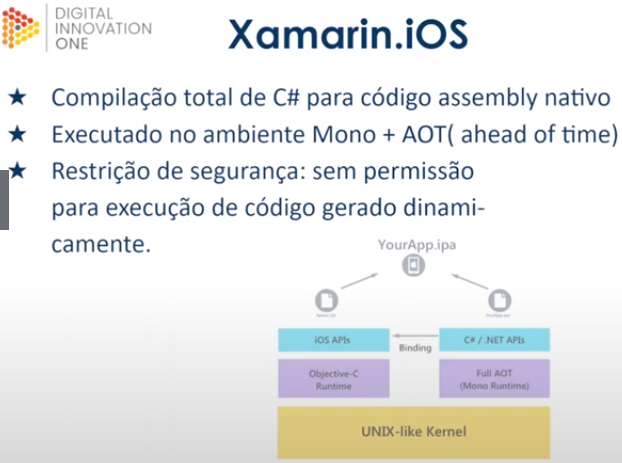 DIGITAL
INNOVATION
ONE
Xamarin.iOS
★ Compilação total de C# para código assembly nativo
★ Executado no ambiente Mono + AOT( ahead of time)
★ Restrição de segurança: sem permissão
para execução de código gerado dinami-
camente.
YourApp.ipa
iOS APIs
C# / .NET APIs
Binding
Objective-C
Runtime
Full AOT
(Mono Runtime)
UNIX-like Kernel